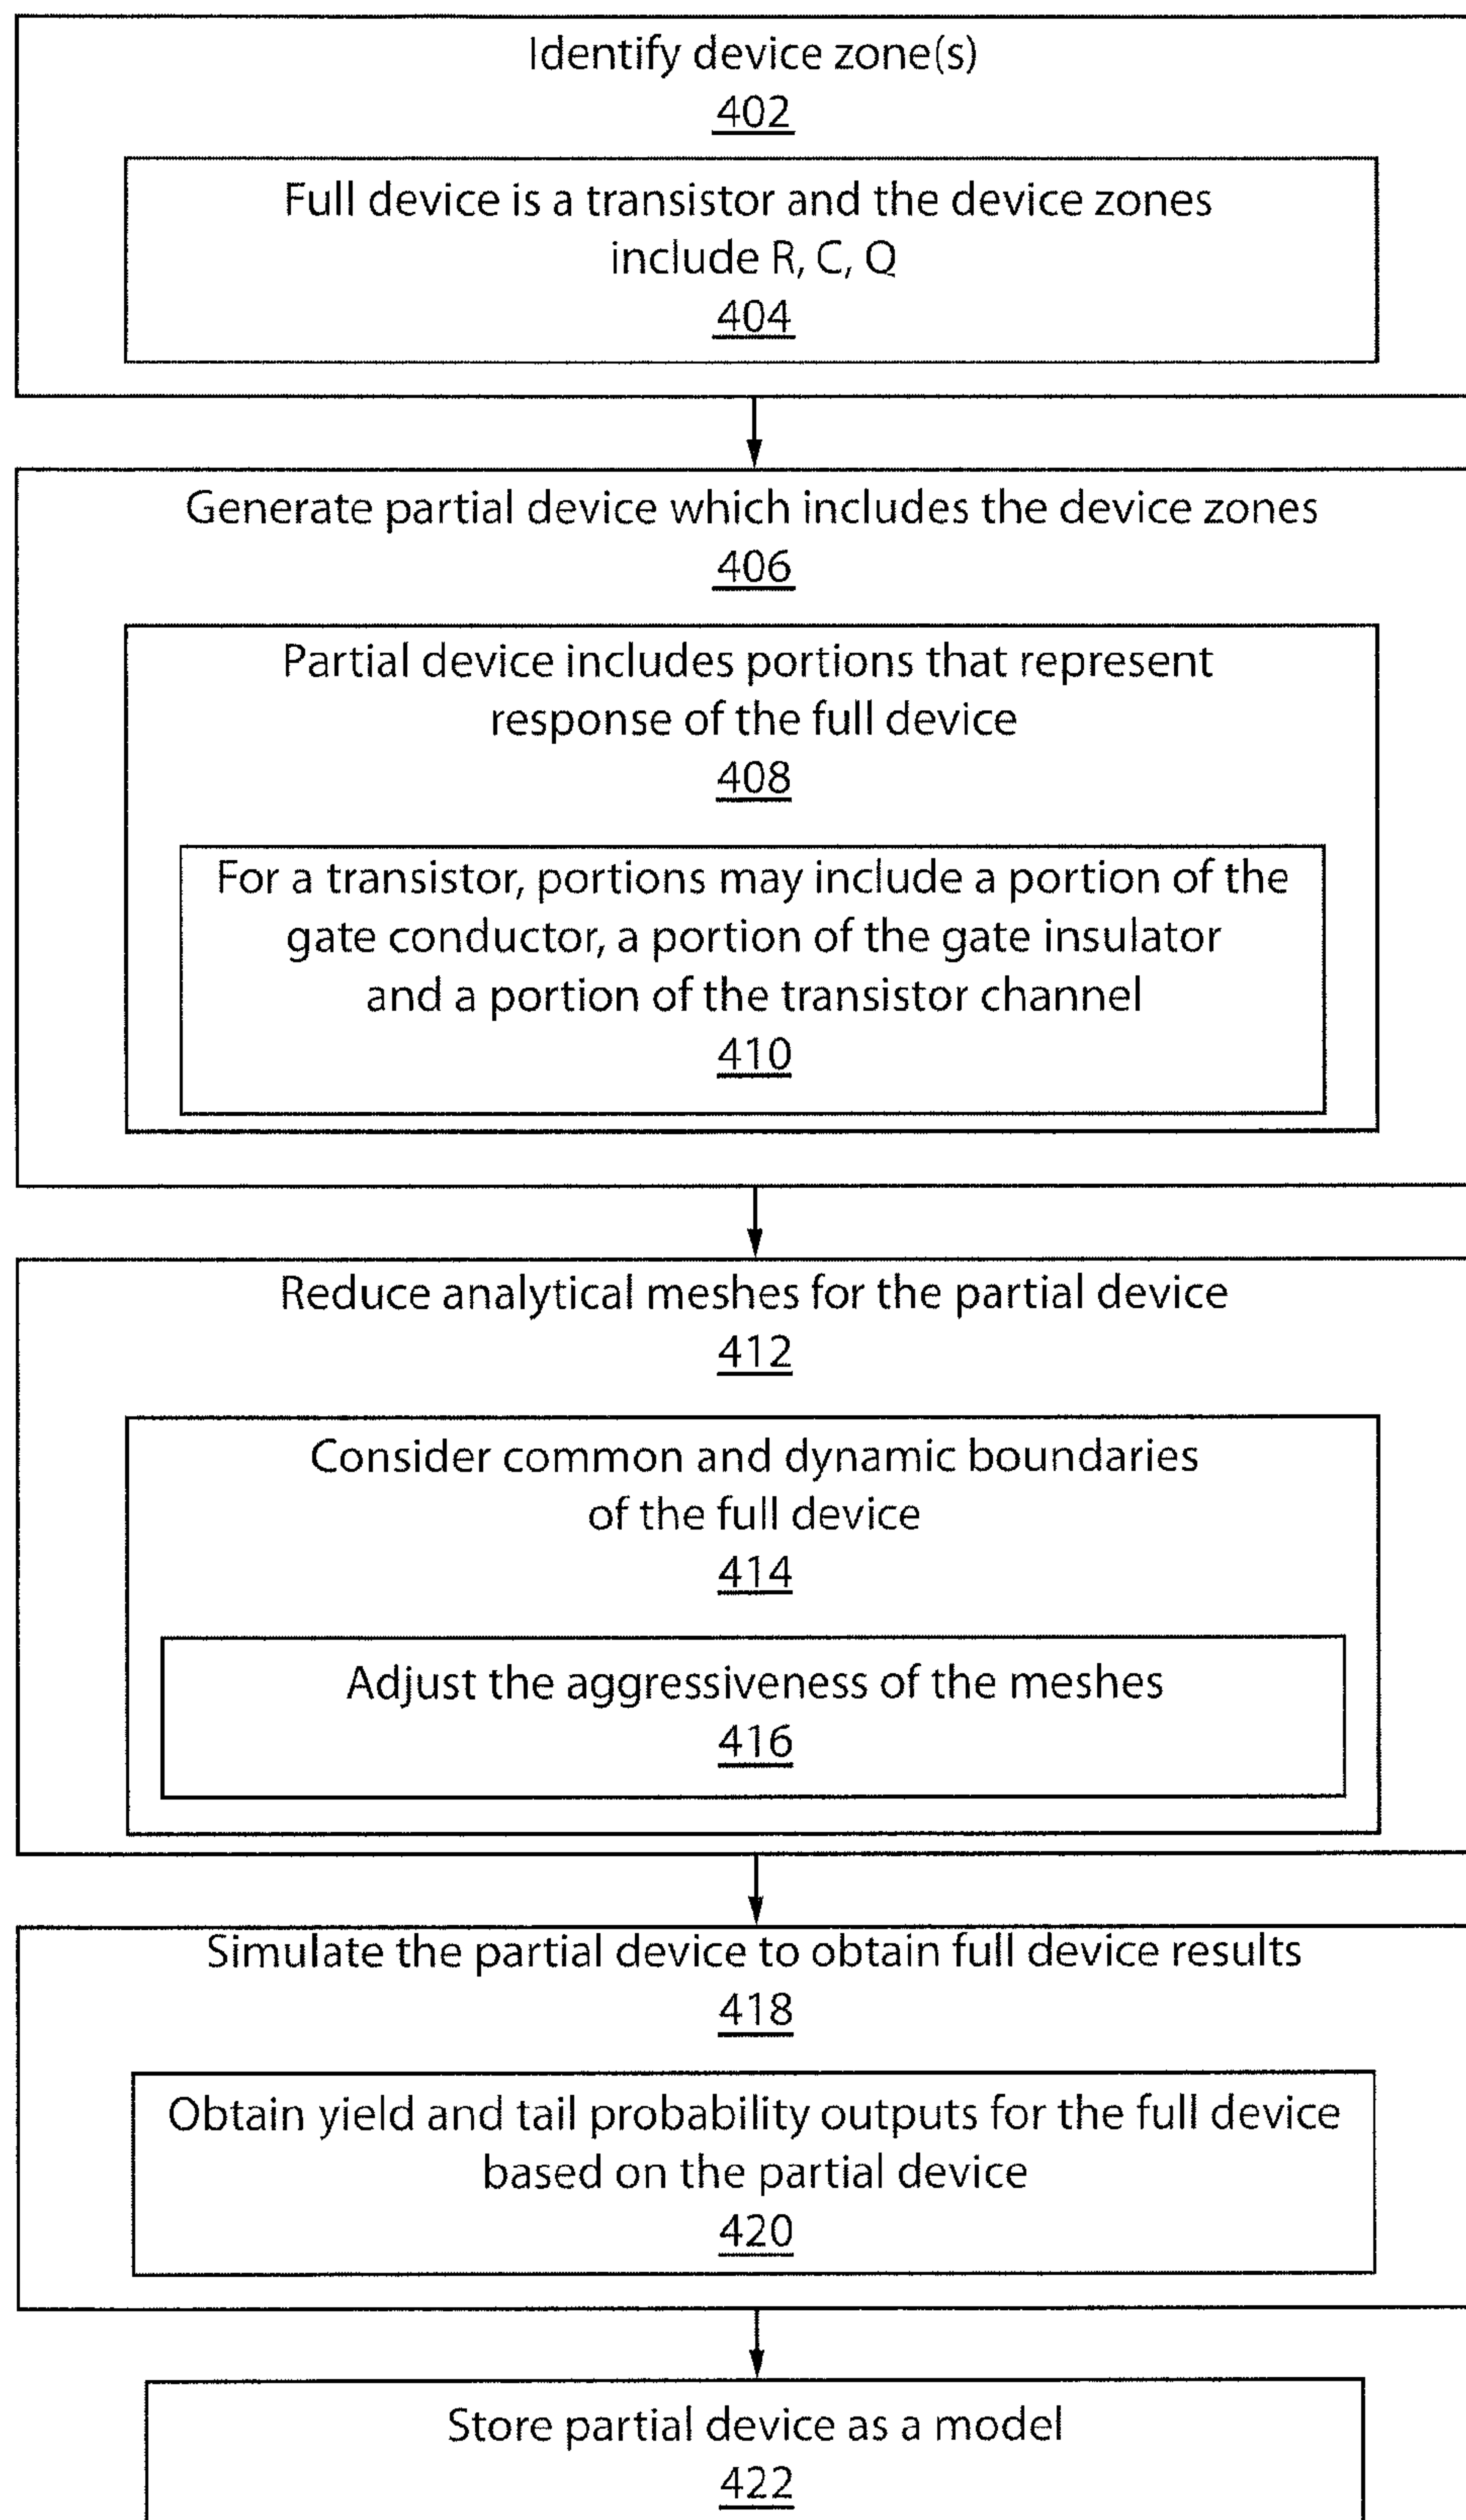 Identify device zone(s)
402
Full device is a transistor and the device zones
include R, C, Q
404
Generate partial device which includes the device zones
406
Partial device includes portions that represent
response of the full device
408
For a transistor, portions may include a portion of the
gate conductor, a portion of the gate insulator
and a portion of the transistor channel
410
Reduce analytical meshes for the partial device
412
Consider common and dynamic boundaries
of the full device
414
Adjust the aggressiveness of the meshes
416
Simulate the partial device to obtain full device results
418
Obtain yield and tail probability outputs for the full device
based on the partial device
420
Store partial device as a model
422